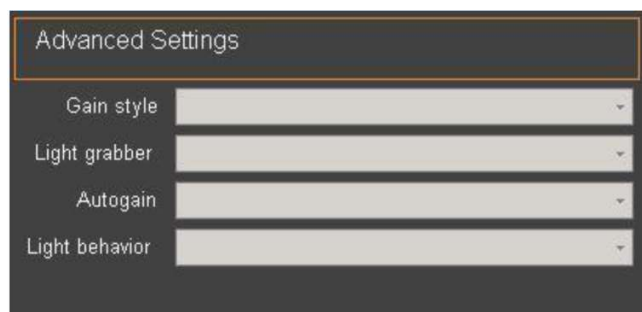 Advanced Settings
Gain style
Light grabber
Autogain
Light behavior